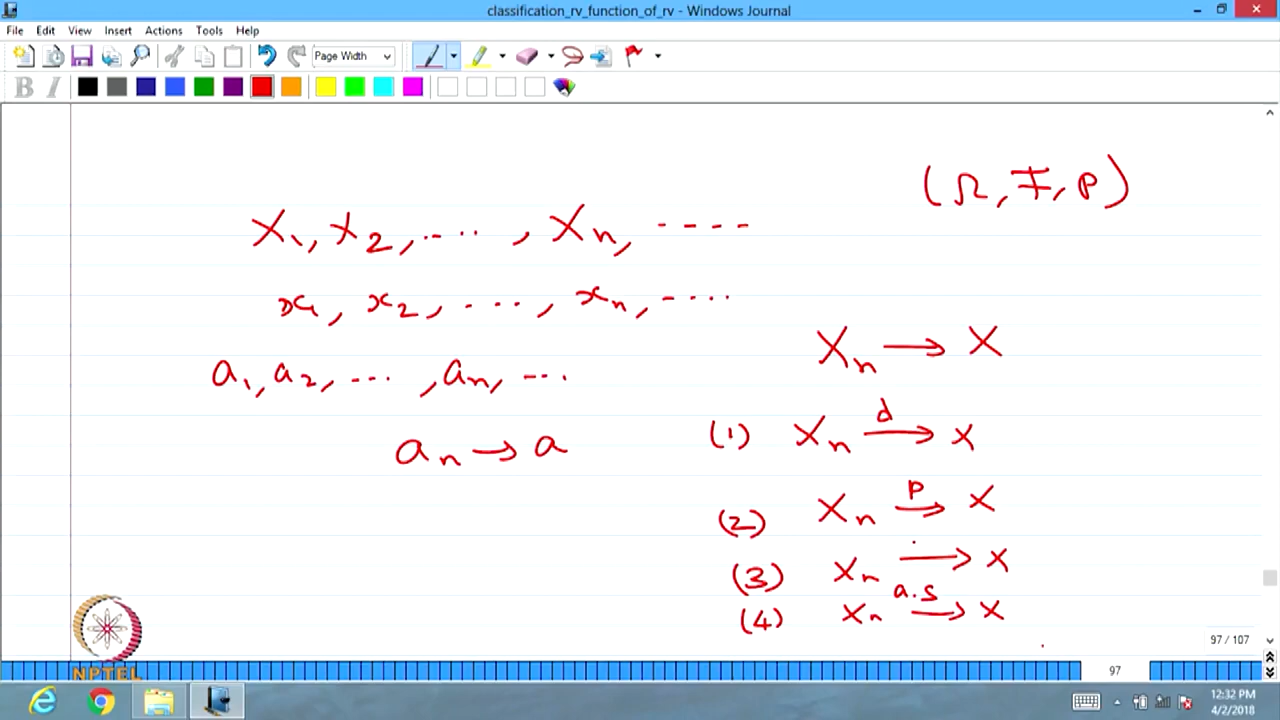 classification_rv_function_of_rv - Windows Journal
File Edit View Insert Actions Tools Help
Page Width
B I
(Ω, F, P)
X1, X2, ...., Xn, ----
x1, x2, ...., xn, ....
a1, a2, ..., an, ...
an → a
Xn → X
(1) Xn d→ X
(2) Xn P→ X
(3) Xn → X
(4) Xn a.s→ X
NPTEL
97 / 107
97
12:32 PM
4/2/2018